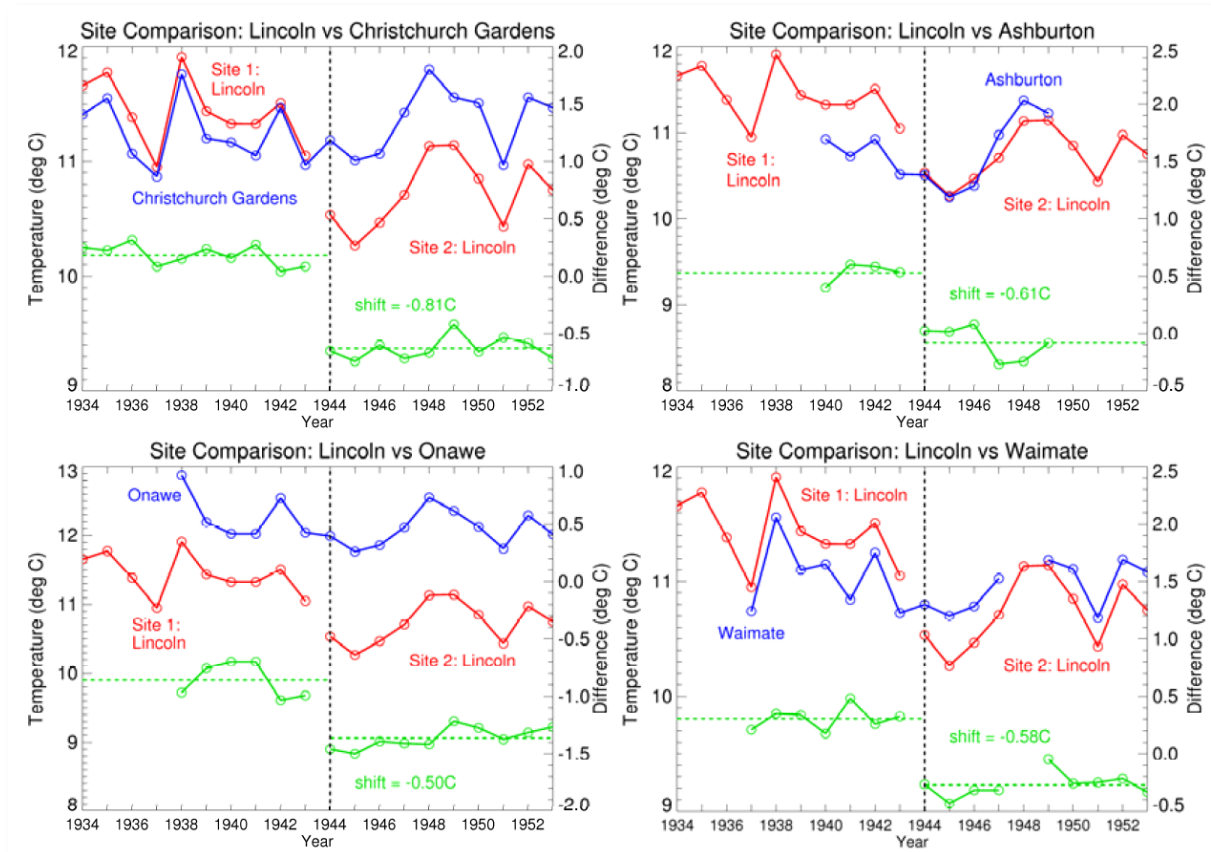 Site Comparison: Lincoln vs Christchurch Gardens
12
11
10
9
Temperature (deg C)
2.0
1.5
1.0
0.5
0.0
-0.5
-1.0
Difference (deg C)
Site 1:
Lincoln
Christchurch Gardens
Site 2: Lincoln
shift = -0.81C
1934 1936 1938 1940 1942 1944 1946 1948 1950 1952
Year
Site Comparison: Lincoln vs Ashburton
12
11
10
9
8
Temperature (deg C)
2.5
2.0
1.5
1.0
0.5
0.0
-0.5
Difference (deg C)
Ashburton
Site 1:
Lincoln
Site 2: Lincoln
shift = -0.61C
1934 1936 1938 1940 1942 1944 1946 1948 1950 1952
Year
Site Comparison: Lincoln vs Onawe
13
12
11
10
9
8
Temperature (deg C)
1.0
0.5
0.0
-0.5
-1.0
-1.5
-2.0
Difference (deg C)
Onawe
Site 1:
Lincoln
Site 2: Lincoln
shift = -0.50C
1934 1936 1938 1940 1942 1944 1946 1948 1950 1952
Year
Site Comparison: Lincoln vs Waimate
12
11
10
9
Temperature (deg C)
2.5
2.0
1.5
1.0
0.5
0.0
-0.5
Difference (deg C)
Site 1: Lincoln
Waimate
Site 2: Lincoln
shift = -0.58C
1934 1936 1938 1940 1942 1944 1946 1948 1950 1952
Year